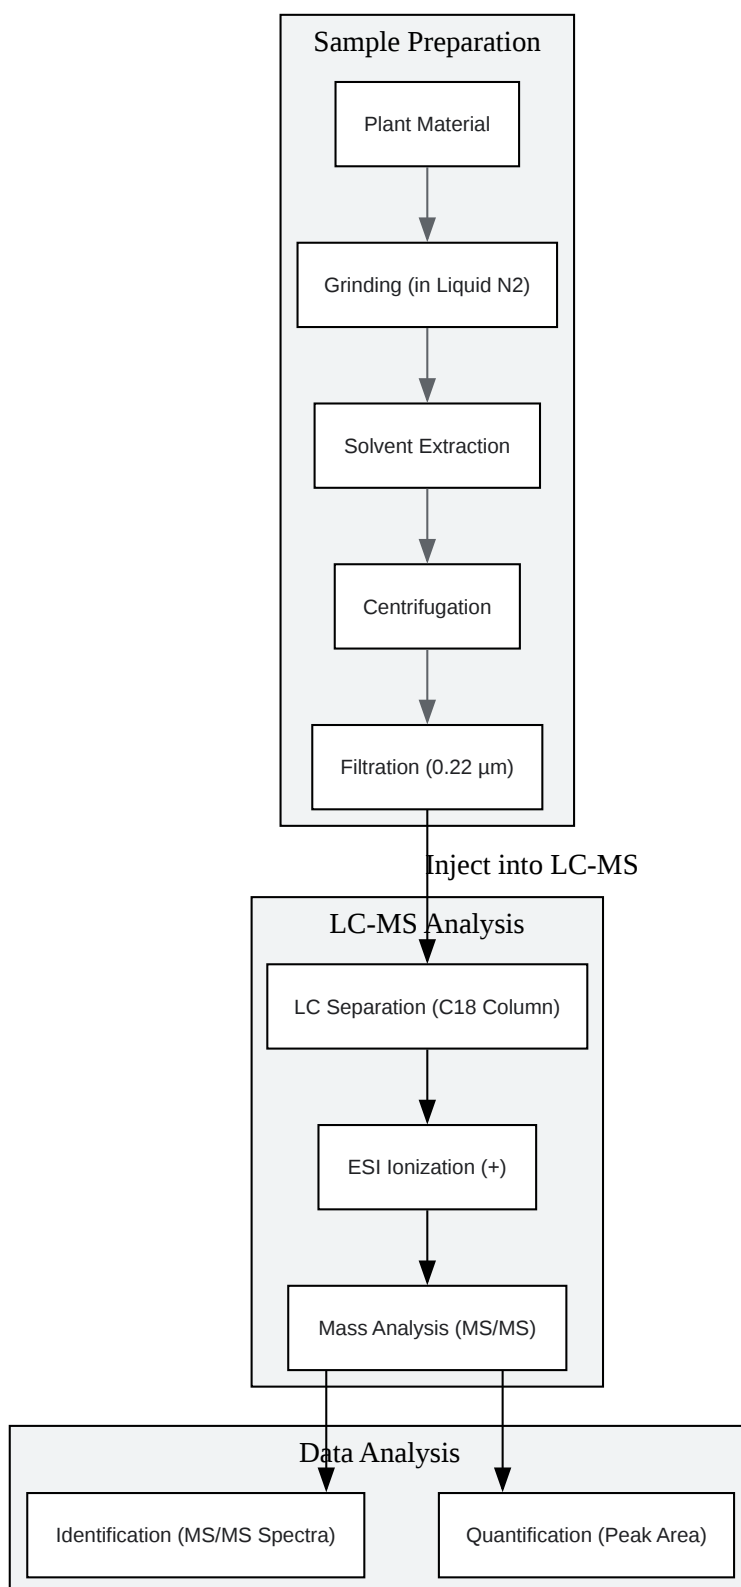 Sample Preparation
Plant Material
Grinding (in Liquid N2)
Solvent Extraction
Centrifugation
Filtration (0.22 µm)
Inject into LC-MS
LC-MS Analysis
LC Separation (C18 Column)
ESI Ionization (+)
Mass Analysis (MS/MS)
Data Analysis
Identification (MS/MS Spectra)
Quantification (Peak Area)